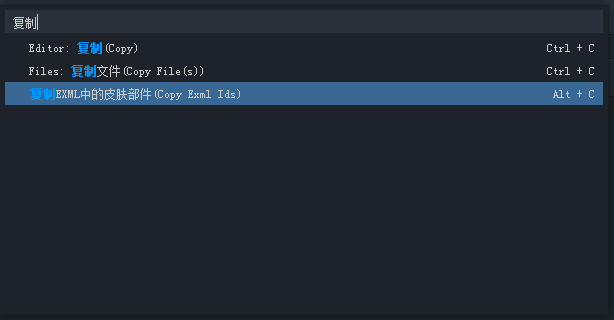 复制
Editor: 复制(Copy) Ctrl + C
Files: 复制文件(Copy File(s)) Ctrl + C
复制EXML中的皮肤部件(Copy Exml Ids) Alt + C